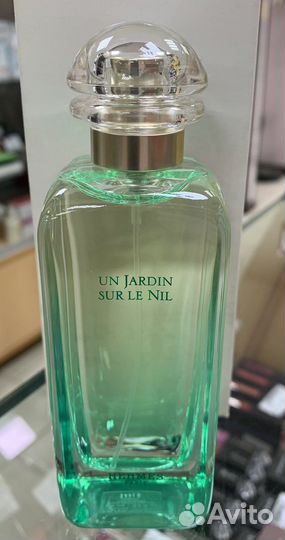 UN JARDIN
SUR LE NIL
HERMÈS
Avito